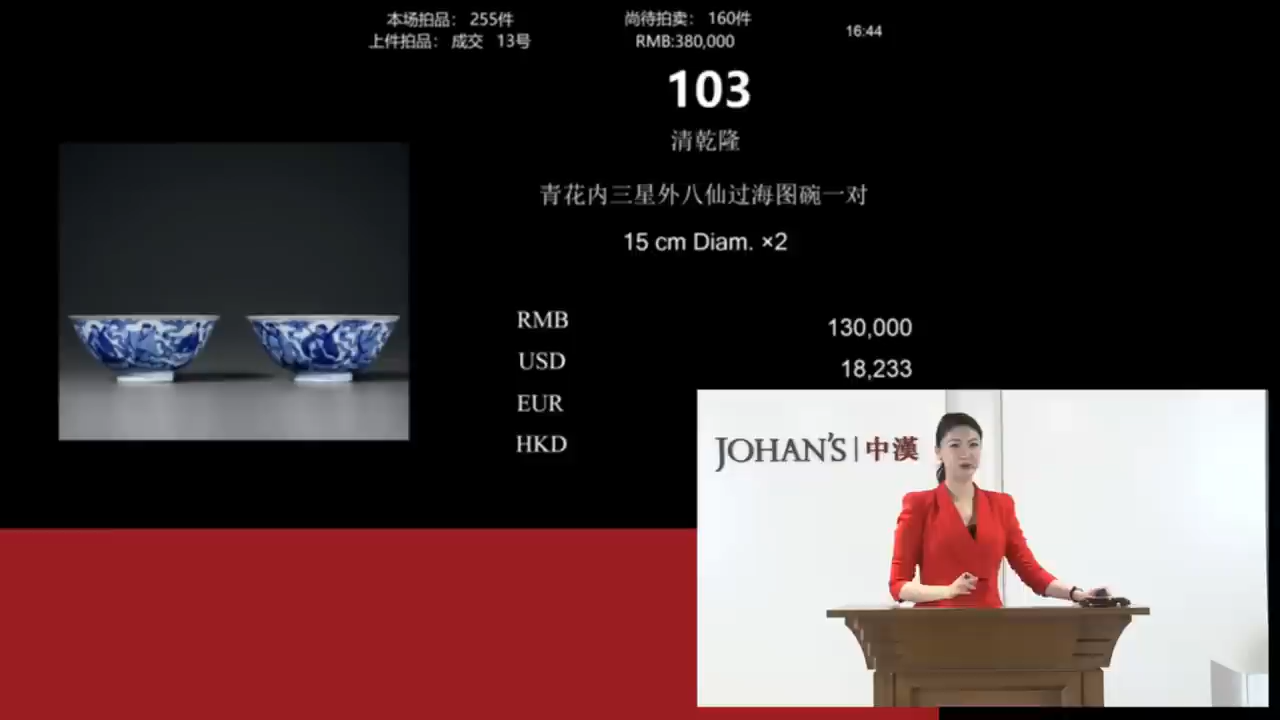 本场拍品： 255件
尚待拍卖： 160件
上件拍品： 成交 13号
RMB:380,000
16:44
103
清乾隆
青花内三星外八仙过海图碗一对
15 cm Diam. ×2
RMB 130,000
USD 18,233
EUR
HKD
JOHAN'S | 中漢